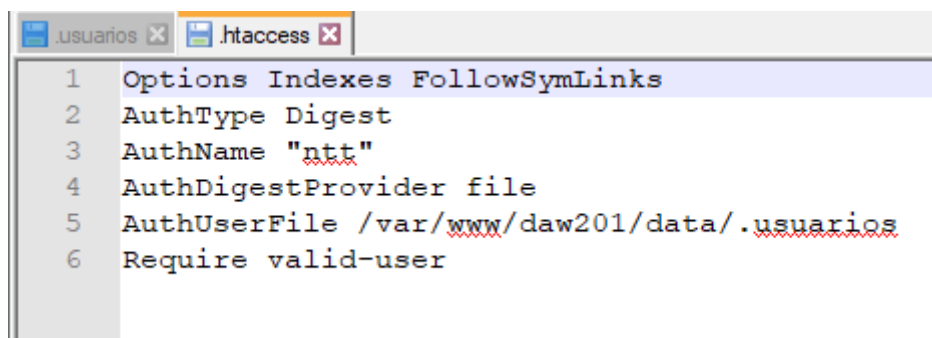 .usuarios .htaccess
1 Options Indexes FollowSymLinks
2 AuthType Digest
3 AuthName "ntt"
4 AuthDigestProvider file
5 AuthUserFile /var/www/daw201/data/.usuarios
6 Require valid-user